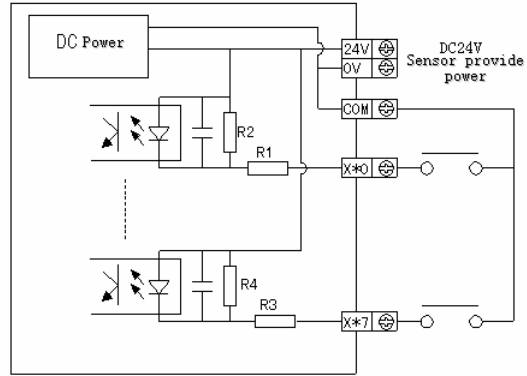 DC Power
24V
0V
DC24V
Sensor provide
power
COM
R2
R1
X*0
R4
R3
X*7